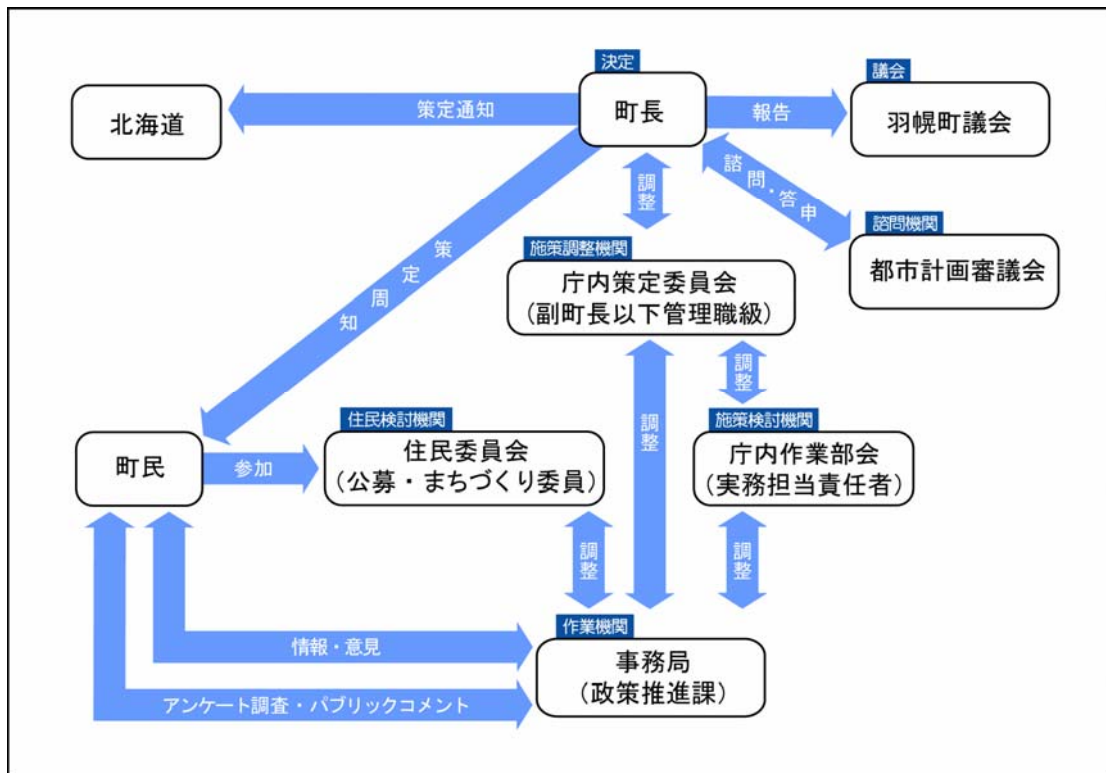 決定
町長
議会
羽幌町議会
北海道
策定通知
報告
調整
諮問・答申
諮問機関
都市計画審議会
策定周知
施策調整機関
庁内策定委員会
(副町長以下管理職級)
調整
調整
住民検討機関
住民委員会
(公募・まちづくり委員)
施策検討機関
庁内作業部会
(実務担当責任者)
町民
参加
調整
調整
作業機関
事務局
(政策推進課)
情報・意見
アンケート調査・パブリックコメント